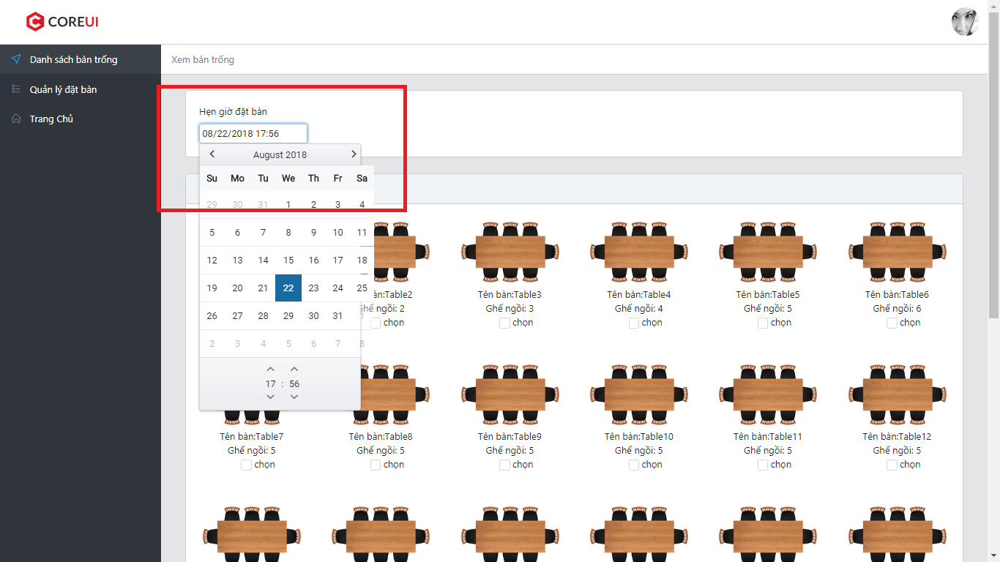 COREUI
Danh sách bàn trống
Quản lý đặt bàn
Trang Chủ
Xem bàn trống
Hẹn giờ đặt bàn
08/22/2018 17:56
August 2018
Su Mo Tu We Th Fr Sa
29 30 31 1 2 3 4
5 6 7 8 9 10 11
12 13 14 15 16 17 18
19 20 21 22 23 24 25
26 27 28 29 30 31 1
2 3 4 5 6 7 8
17 : 56
n bàn:Table2 Tên bàn:Table3 Tên bàn:Table4 Tên bàn:Table5 Tên bàn:Table6
Ghế ngồi: 2 Ghế ngồi: 3 Ghế ngồi: 4 Ghế ngồi: 5 Ghế ngồi: 6
chọn chọn chọn chọn chọn
Tên bàn:Table7 Tên bàn:Table8 Tên bàn:Table9 Tên bàn:Table10 Tên bàn:Table11 Tên bàn:Table12
Ghế ngồi: 5 Ghế ngồi: 5 Ghế ngồi: 5 Ghế ngồi: 5 Ghế ngồi: 5 Ghế ngồi: 5
chọn chọn chọn chọn chọn chọn